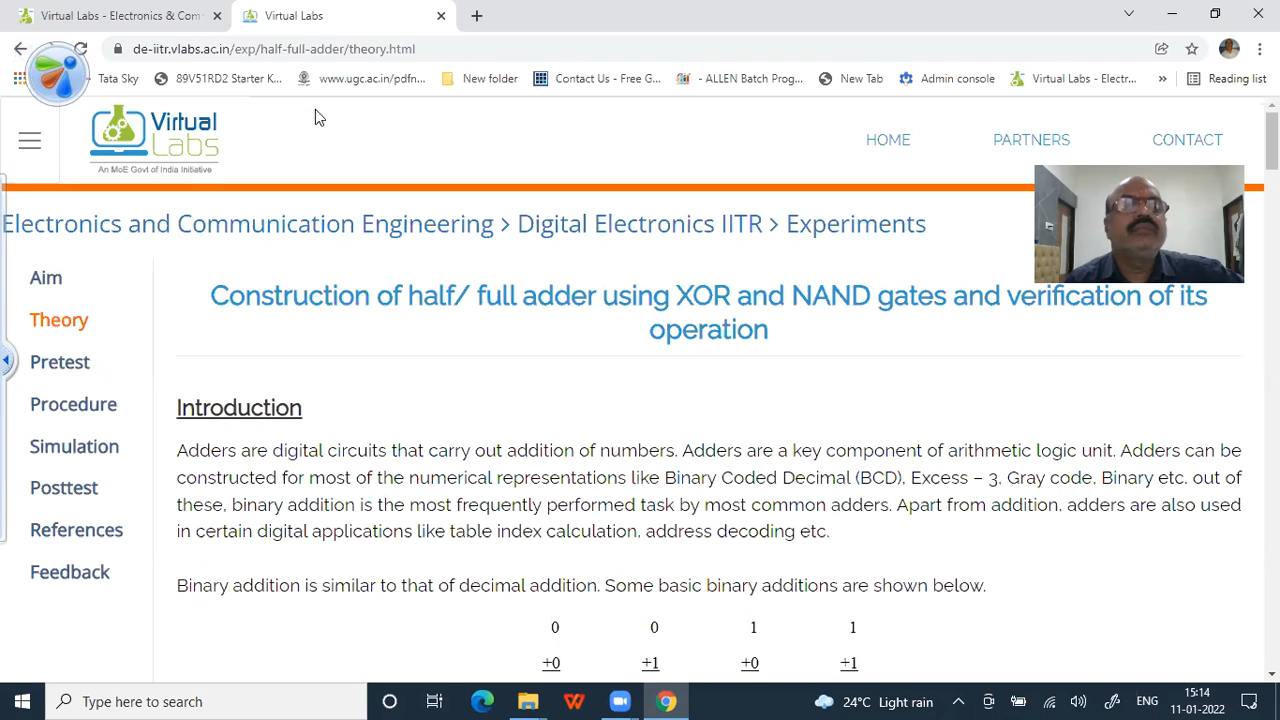 Virtual Labs - Electronics & Com
Virtual Labs
de-iitr.vlabs.ac.in/exp/half-full-adder/theory.html
Tata Sky
89V51RD2 Starter K...
www.ugc.ac.in/pdfn...
New folder
Contact Us - Free G...
- ALLEN Batch Prog...
New Tab
Admin console
Virtual Labs - Electr...
»
Reading list
Virtual
Labs
An MoE Govt of India Initiative
HOME
PARTNERS
CONTACT
Electronics and Communication Engineering > Digital Electronics IITR > Experiments
Aim
Theory
Pretest
Procedure
Simulation
Posttest
References
Feedback
Construction of half/ full adder using XOR and NAND gates and verification of its
operation
Introduction
Adders are digital circuits that carry out addition of numbers. Adders are a key component of arithmetic logic unit. Adders can be
constructed for most of the numerical representations like Binary Coded Decimal (BCD), Excess – 3, Gray code, Binary etc. out of
these, binary addition is the most frequently performed task by most common adders. Apart from addition, adders are also used
in certain digital applications like table index calculation, address decoding etc.
Binary addition is similar to that of decimal addition. Some basic binary additions are shown below.
0 0 1 1
+0 +1 +0 +1
Type here to search
24°C Light rain
ENG
15:14
11-01-2022